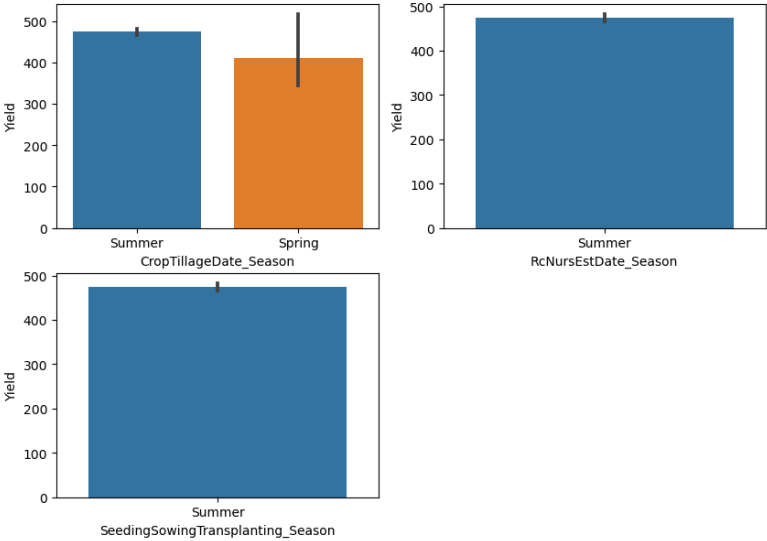 500
400
300
200
100
0
Yield
Summer
Spring
CropTillageDate_Season
500
400
300
200
100
0
Yield
Summer
RcNursEstDate_Season
500
400
300
200
100
0
Yield
Summer
SeedingSowingTransplanting_Season